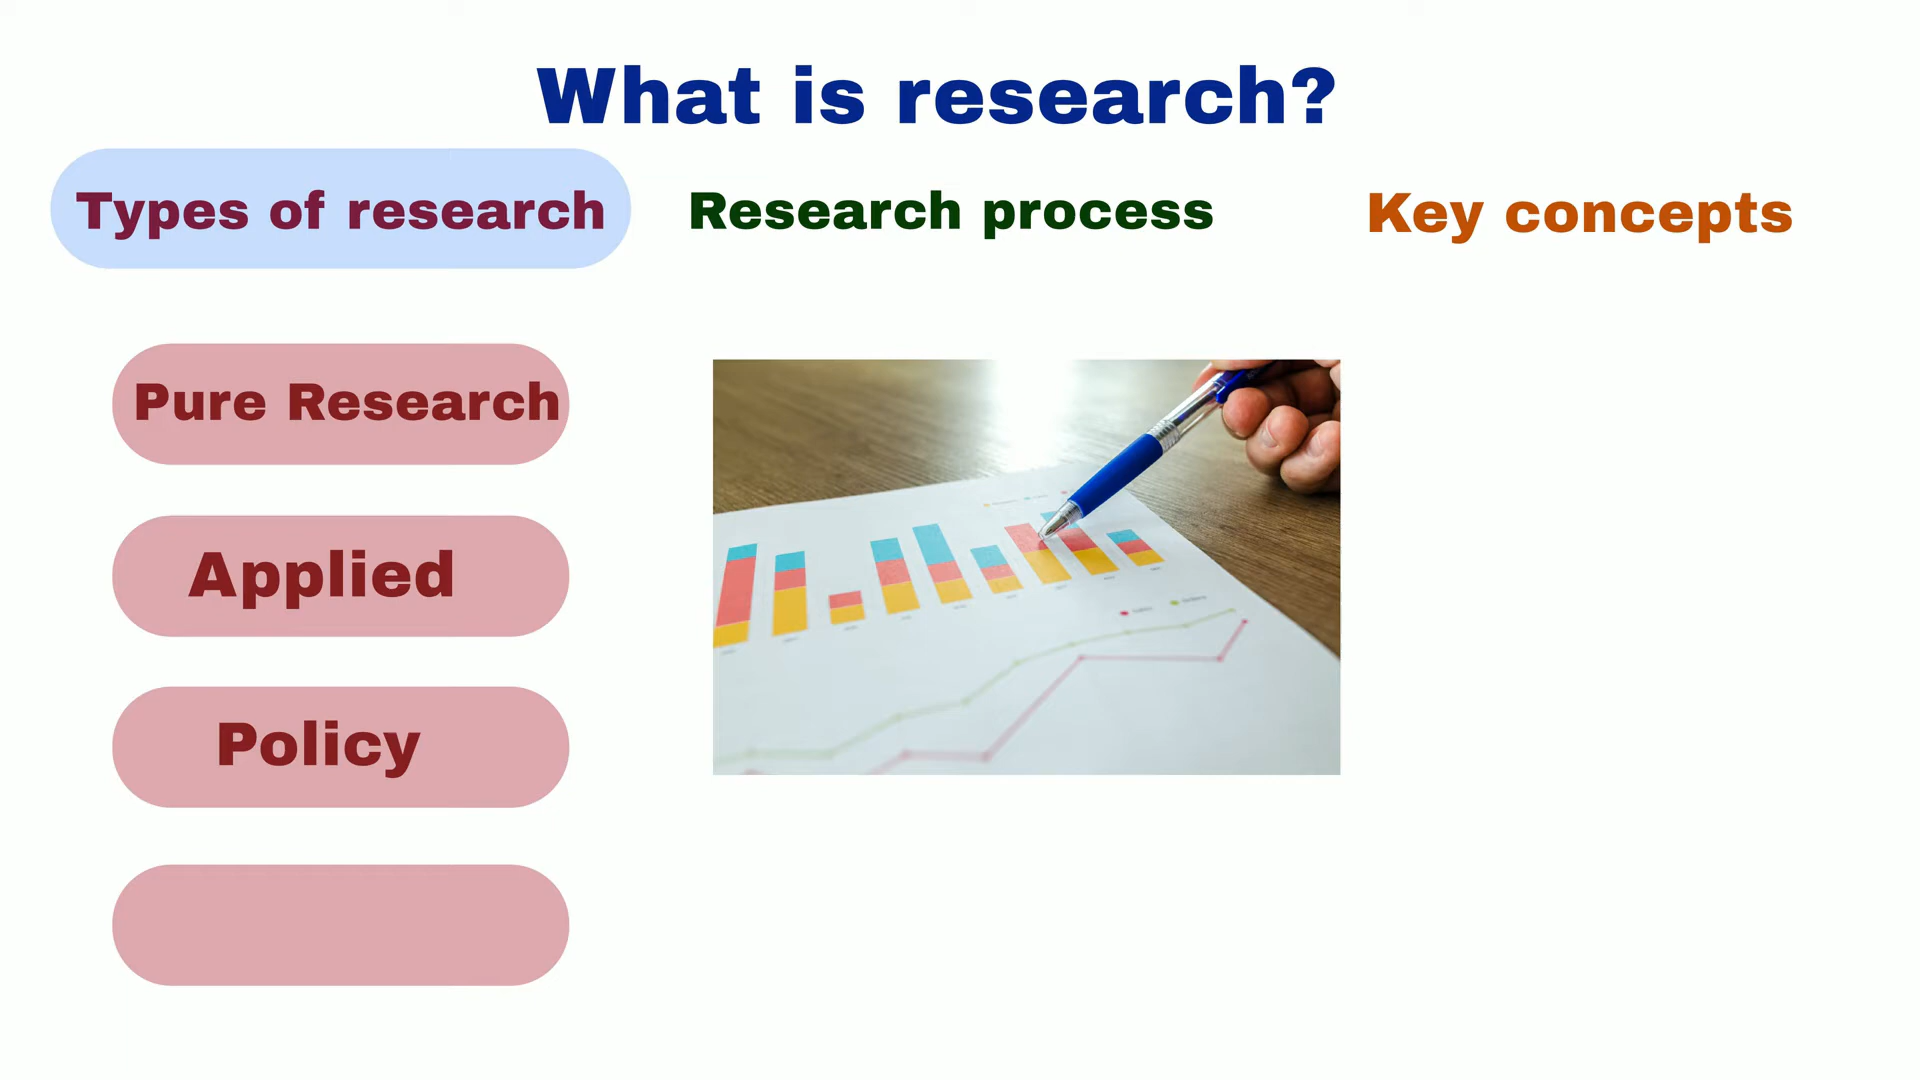 What is research?
Types of research
Research process
Key concepts
Pure Research
Applied
Policy